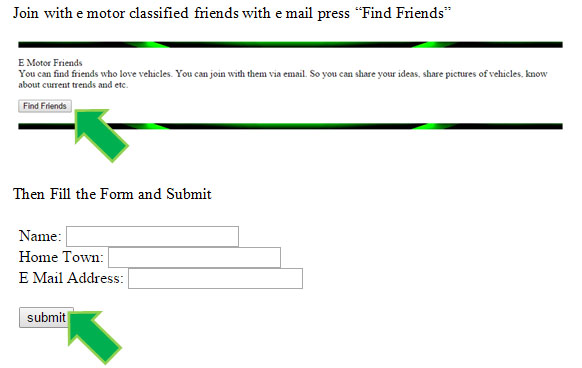 Join with e motor classified friends with e mail press “Find Friends”
E Motor Friends
You can find friends who love vehicles. You can join with them via email. So you can share your ideas, share pictures of vehicles, know
about current trends and etc.
Find Friends
Then Fill the Form and Submit
Name:
Home Town:
E Mail Address:
submit